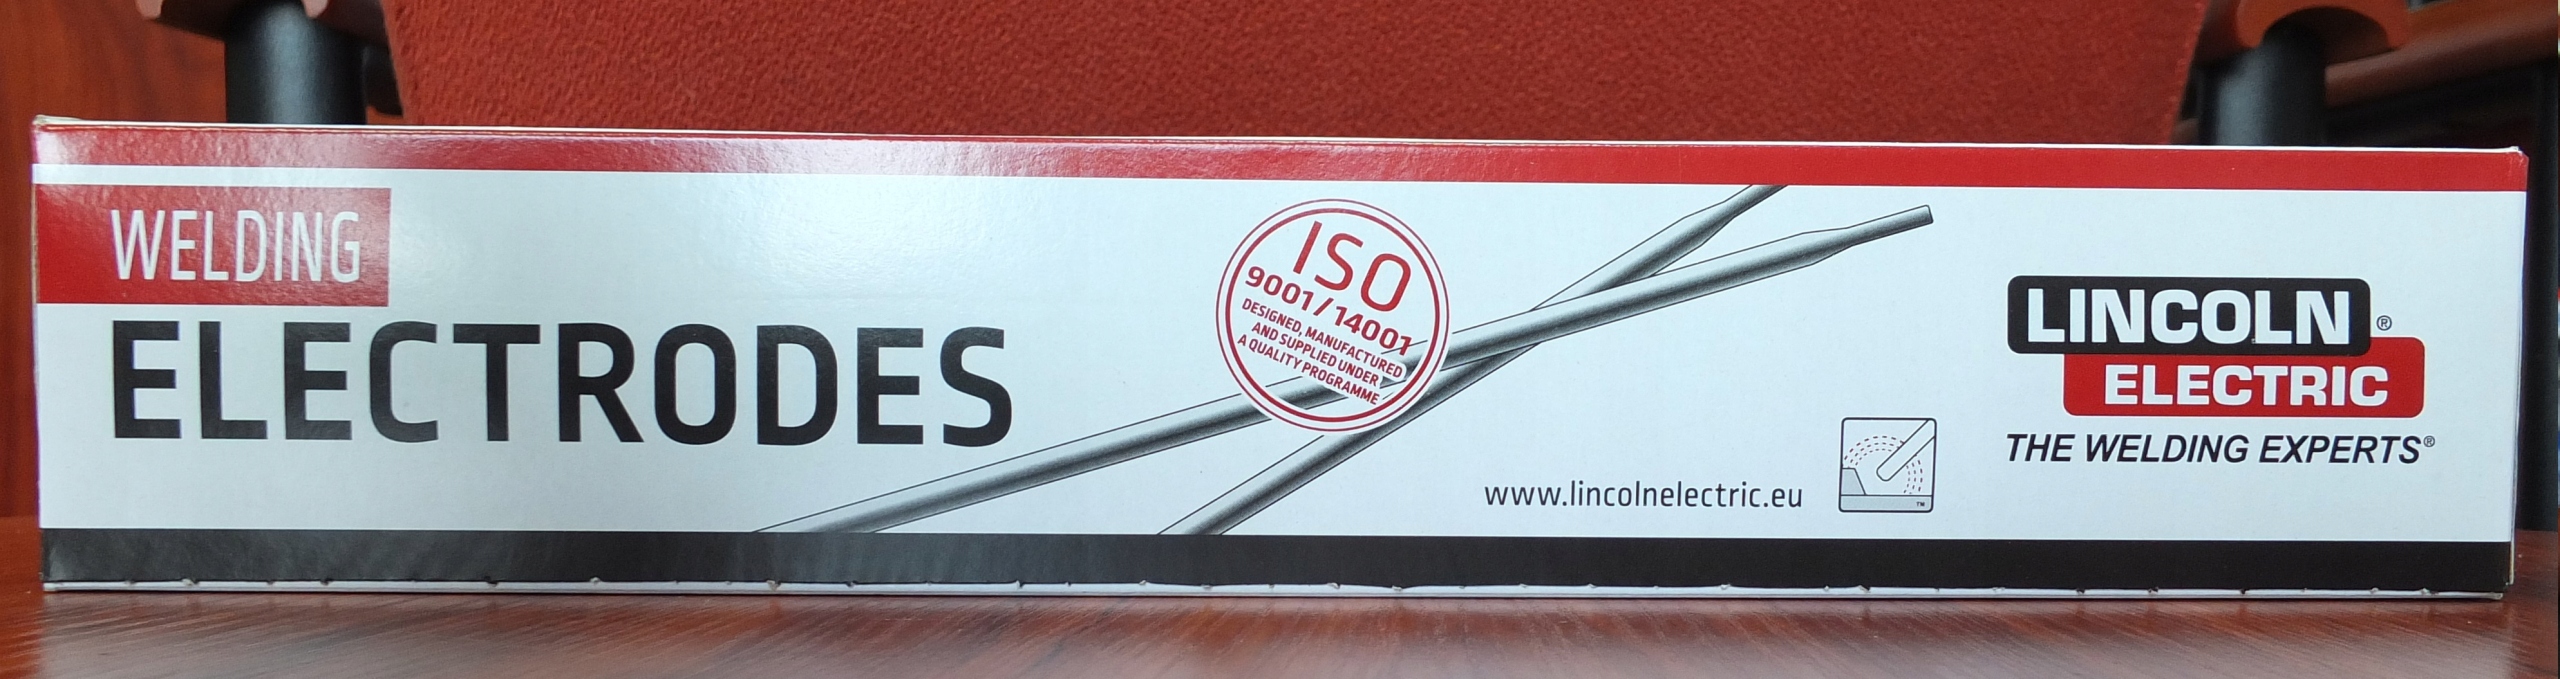 WELDING
ELECTRODES
ISO
9001/14001
DESIGNED, MANUFACTURED
AND SUPPLIED UNDER
A QUALITY PROGRAMME
www.lincolnelectric.eu
TM
LINCOLN ®
ELECTRIC
THE WELDING EXPERTS®